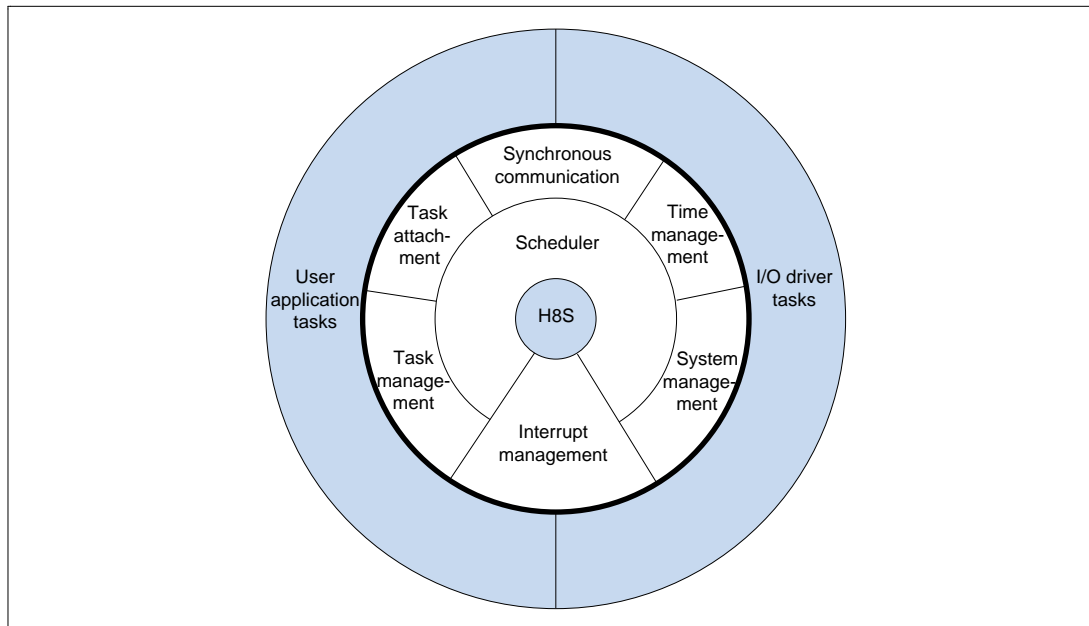 Synchronous
communication
Task
attach-
ment
Scheduler
Time
manage-
ment
User
application
tasks
H8S
I/O driver
tasks
Task
manage-
ment
System
manage-
ment
Interrupt
management